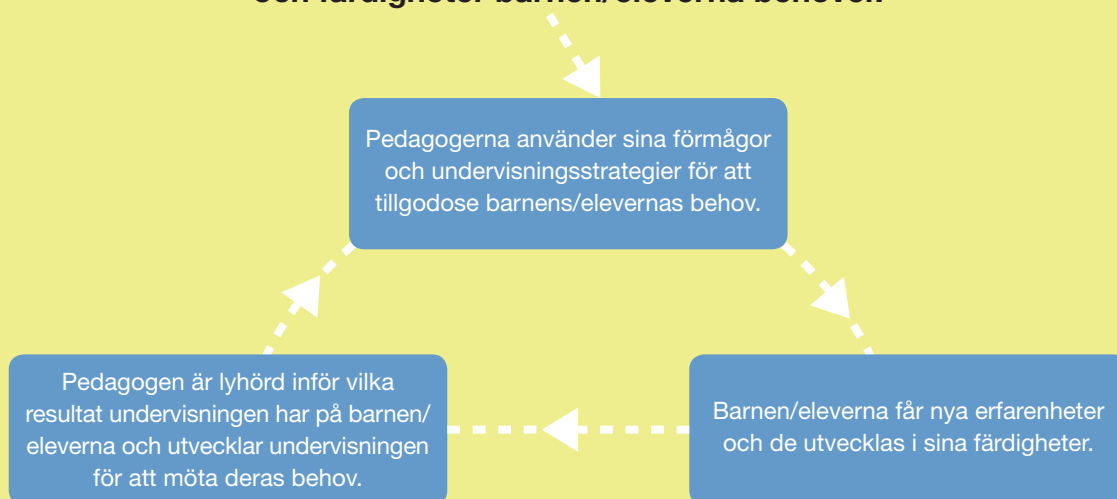 och färdigheter barnen/eleverna behöver.
Pedagogerna använder sina förmågor
och undervisningsstrategier för att
tillgodose barnens/elevernas behov.
Pedagogen är lyhörd inför vilka
resultat undervisningen har på barnen/
eleverna och utvecklar undervisningen
för att möta deras behov.
Barnen/eleverna får nya erfarenheter
och de utvecklas i sina färdigheter.